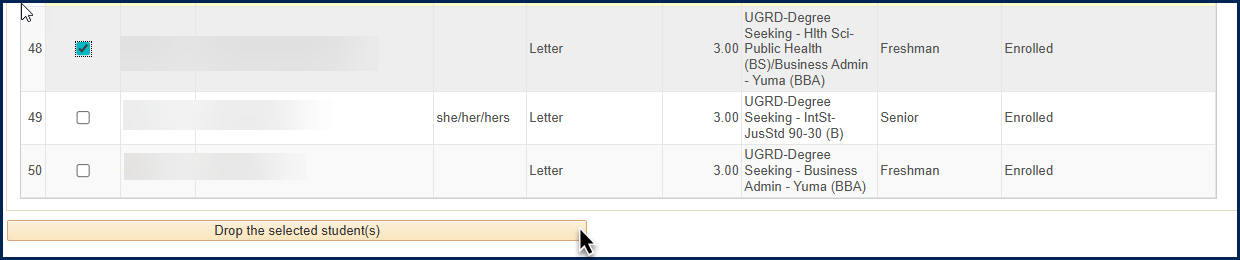 UGRD-Degree
Seeking - Hlth Sci-
48 Letter 3.00 Public Health Freshman Enrolled
(BS)/Business Admin
- Yuma (BBA)
UGRD-Degree
49 she/her/hers Letter 3.00 Seeking - IntSt- Senior Enrolled
JusStd 90-30 (B)
UGRD-Degree
50 Letter 3.00 Seeking - Business Freshman Enrolled
Admin - Yuma (BBA)
Drop the selected student(s)